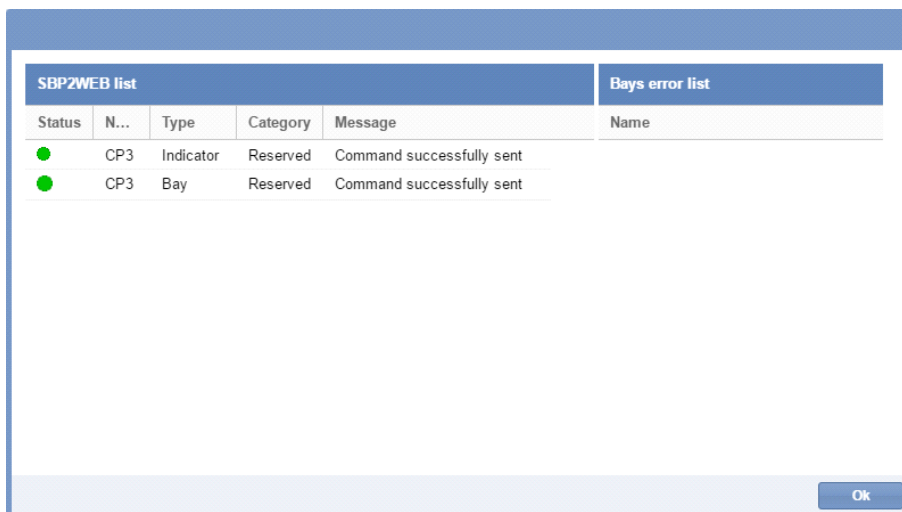 SBP2WEB list Bays error list
Status N... Type Category Message Name
CP3 Indicator Reserved Command successfully sent
CP3 Bay Reserved Command successfully sent
Ok